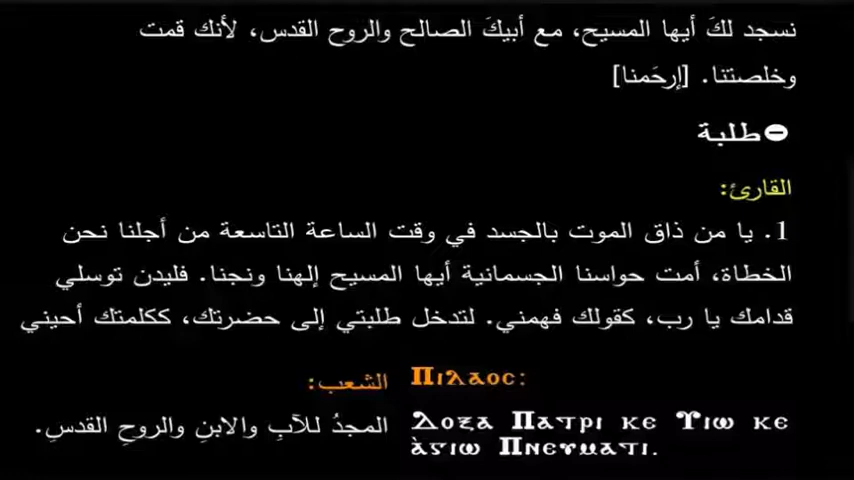 نسجد لكَ أيها المسيح، مع أبيكَ الصالح والروح القدس، لأنك قمت
وخلصتنا. [إرحَمنا]
طلبة
القارئ:
1. يا من ذاق الموت بالجسد في وقت الساعة التاسعة من أجلنا نحن
الخطاة، أمت حواسنا الجسمانية أيها المسيح إلهنا ونجنا. فليدن توسلي
قدامك يا رب، كقولك فهمني. لتدخل طلبتي إلى حضرتك، ككلمتك أحيني
الشعب:
Ⲡⲓⲗⲁⲟⲥ:
المجدُ للآبِ والابنِ والروحِ القدسِ.
Ⲇⲟⲝⲁ Ⲡⲁⲧⲣⲓ ⲕⲉ Ⲩⲓⲱ ⲕⲉ
ⲁ̀ⲅⲓⲱ Ⲡⲛⲉⲩⲙⲁⲧⲓ.